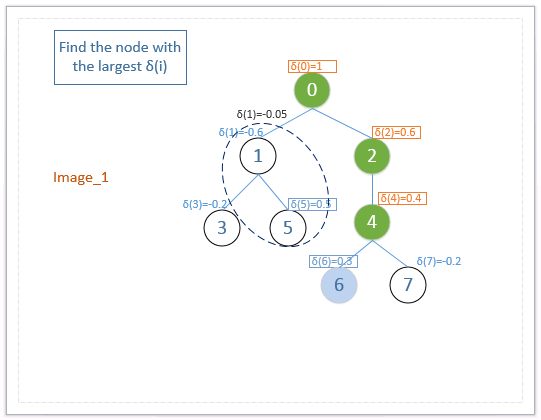 Find the node with
the largest δ(i)
δ(0)=1
0
δ(1)=-0.05
δ(1)=-0.6
δ(2)=0.6
1
2
Image_1
δ(3)=-0.2
δ(5)=0.5
δ(4)=0.4
3
5
4
δ(6)=0.3
δ(7)=-0.2
6
7